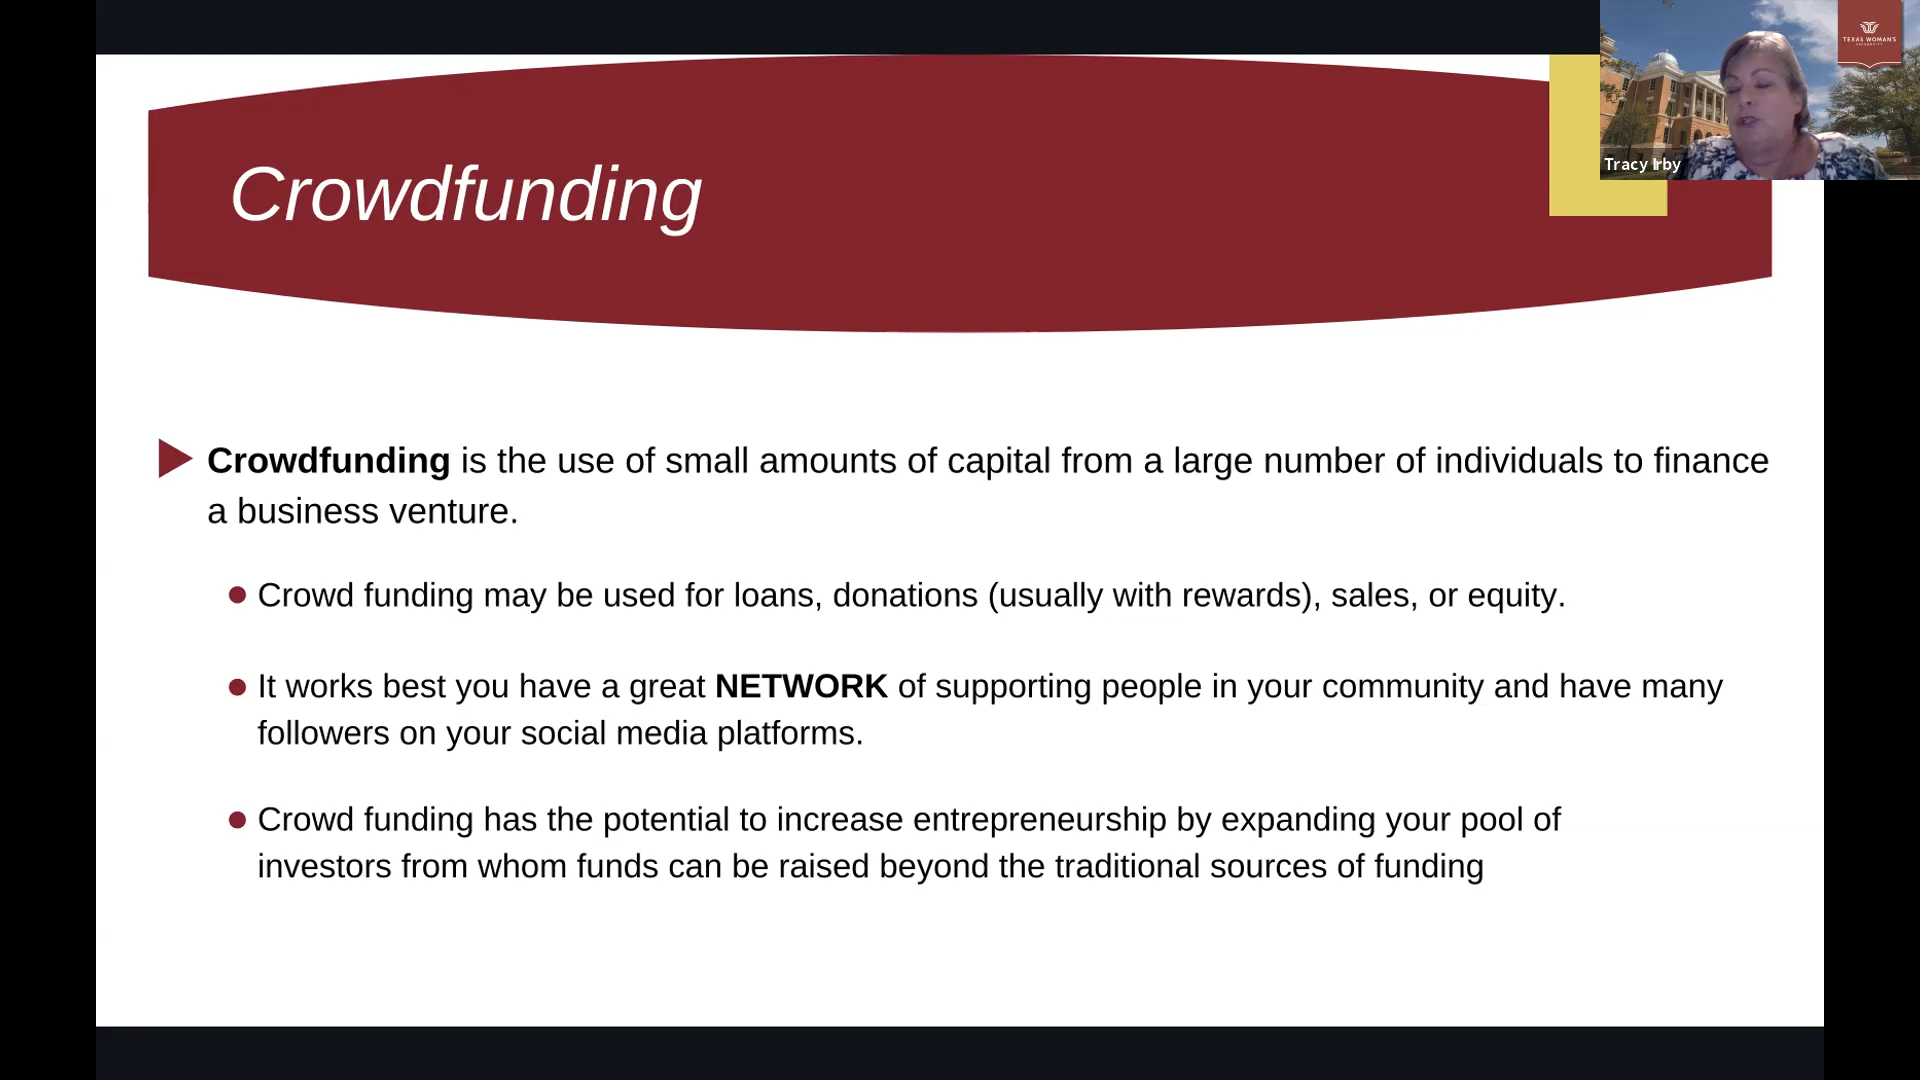 TEXAS WOMAN'S
UNIVERSITY
Tracy Irby
Crowdfunding
Crowdfunding is the use of small amounts of capital from a large number of individuals to finance
a business venture.
Crowd funding may be used for loans, donations (usually with rewards), sales, or equity.
It works best you have a great NETWORK of supporting people in your community and have many
followers on your social media platforms.
Crowd funding has the potential to increase entrepreneurship by expanding your pool of
investors from whom funds can be raised beyond the traditional sources of funding